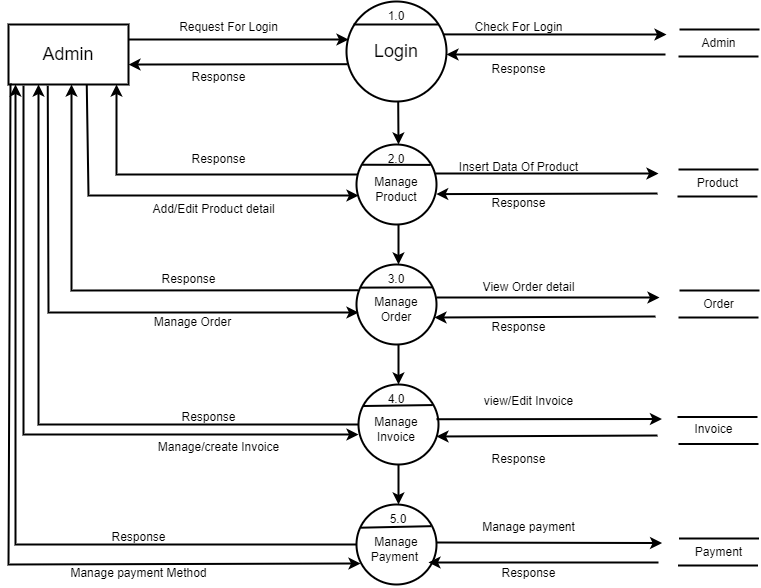 1.0
Request For Login
Check For Login
Admin
Login
Admin
Response
Response
2.0
Response
Insert Data Of Product
Manage
Product
Product
Response
Add/Edit Product detail
3.0
Response
View Order detail
Manage
Order
Order
Manage Order
Response
4.0
view/Edit Invoice
Response
Manage
Invoice
Invoice
Manage/create Invoice
Response
5.0
Manage payment
Response
Manage
Payment
Payment
Manage payment Method
Response